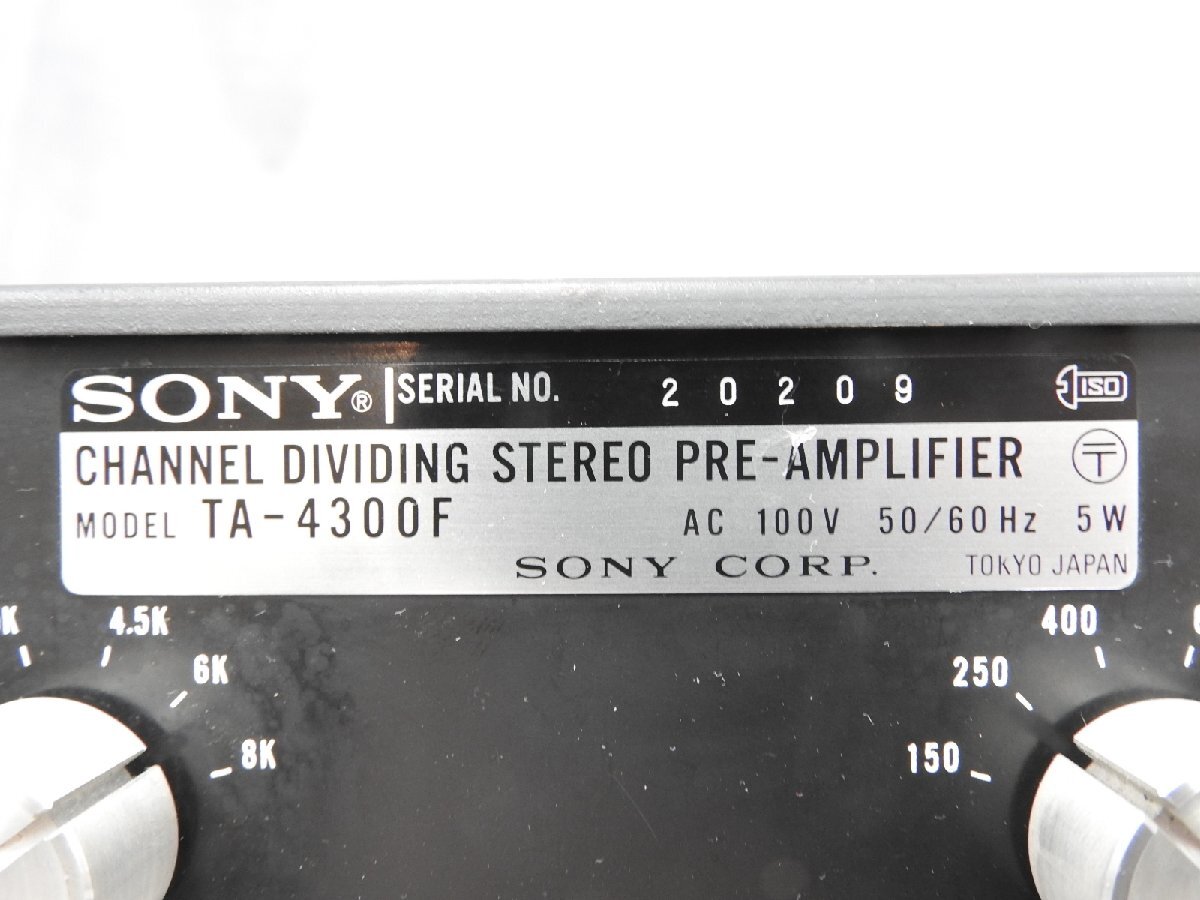 SONY® SERIAL NO. 20209 ISO
CHANNEL DIVIDING STEREO PRE-AMPLIFIER
MODEL TA-4300F AC 100V 50/60Hz 5W
SONY CORP. TOKYO JAPAN
4.5K 400
6K 250
8K 150